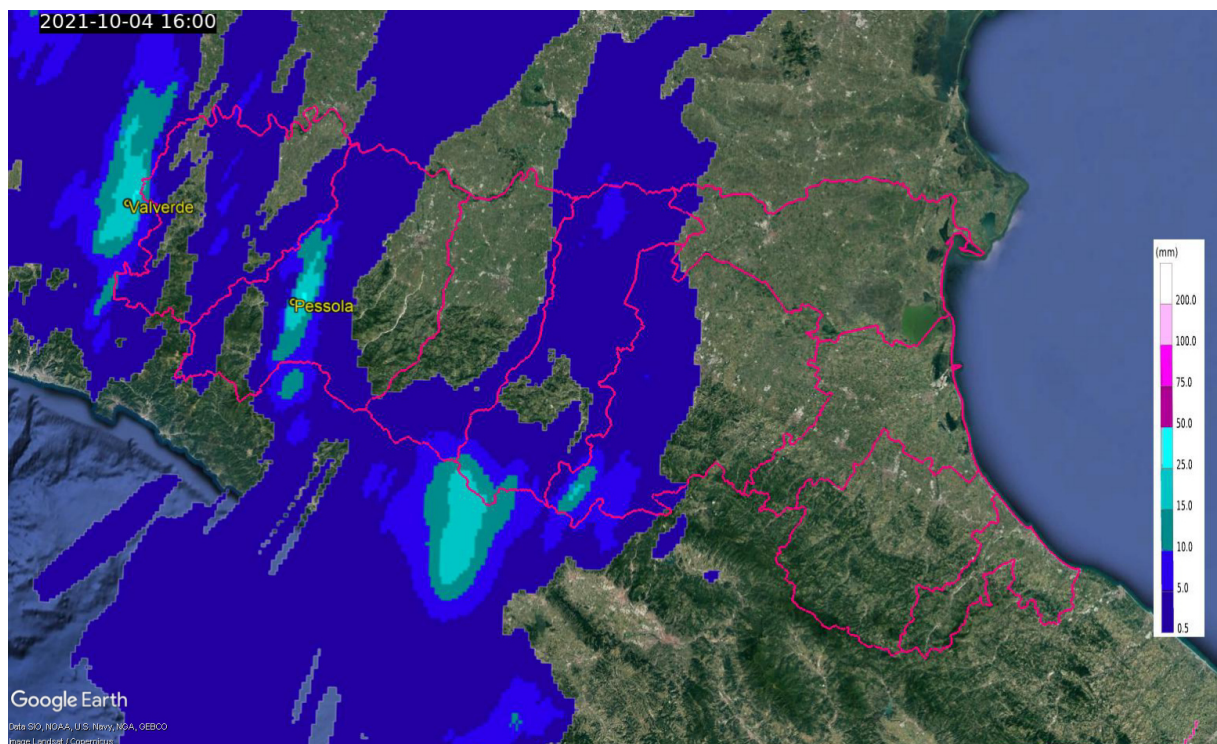 2021-10-04 16:00
Valverde
(mm)
200.0
Pessola
100.0
75.0
50.0
25.0
15.0
10.0
5.0
0.5
Google Earth
Data SIO, NOAA, U.S. Navy, NGA, GEBCO
Image Landsat / Copernicus